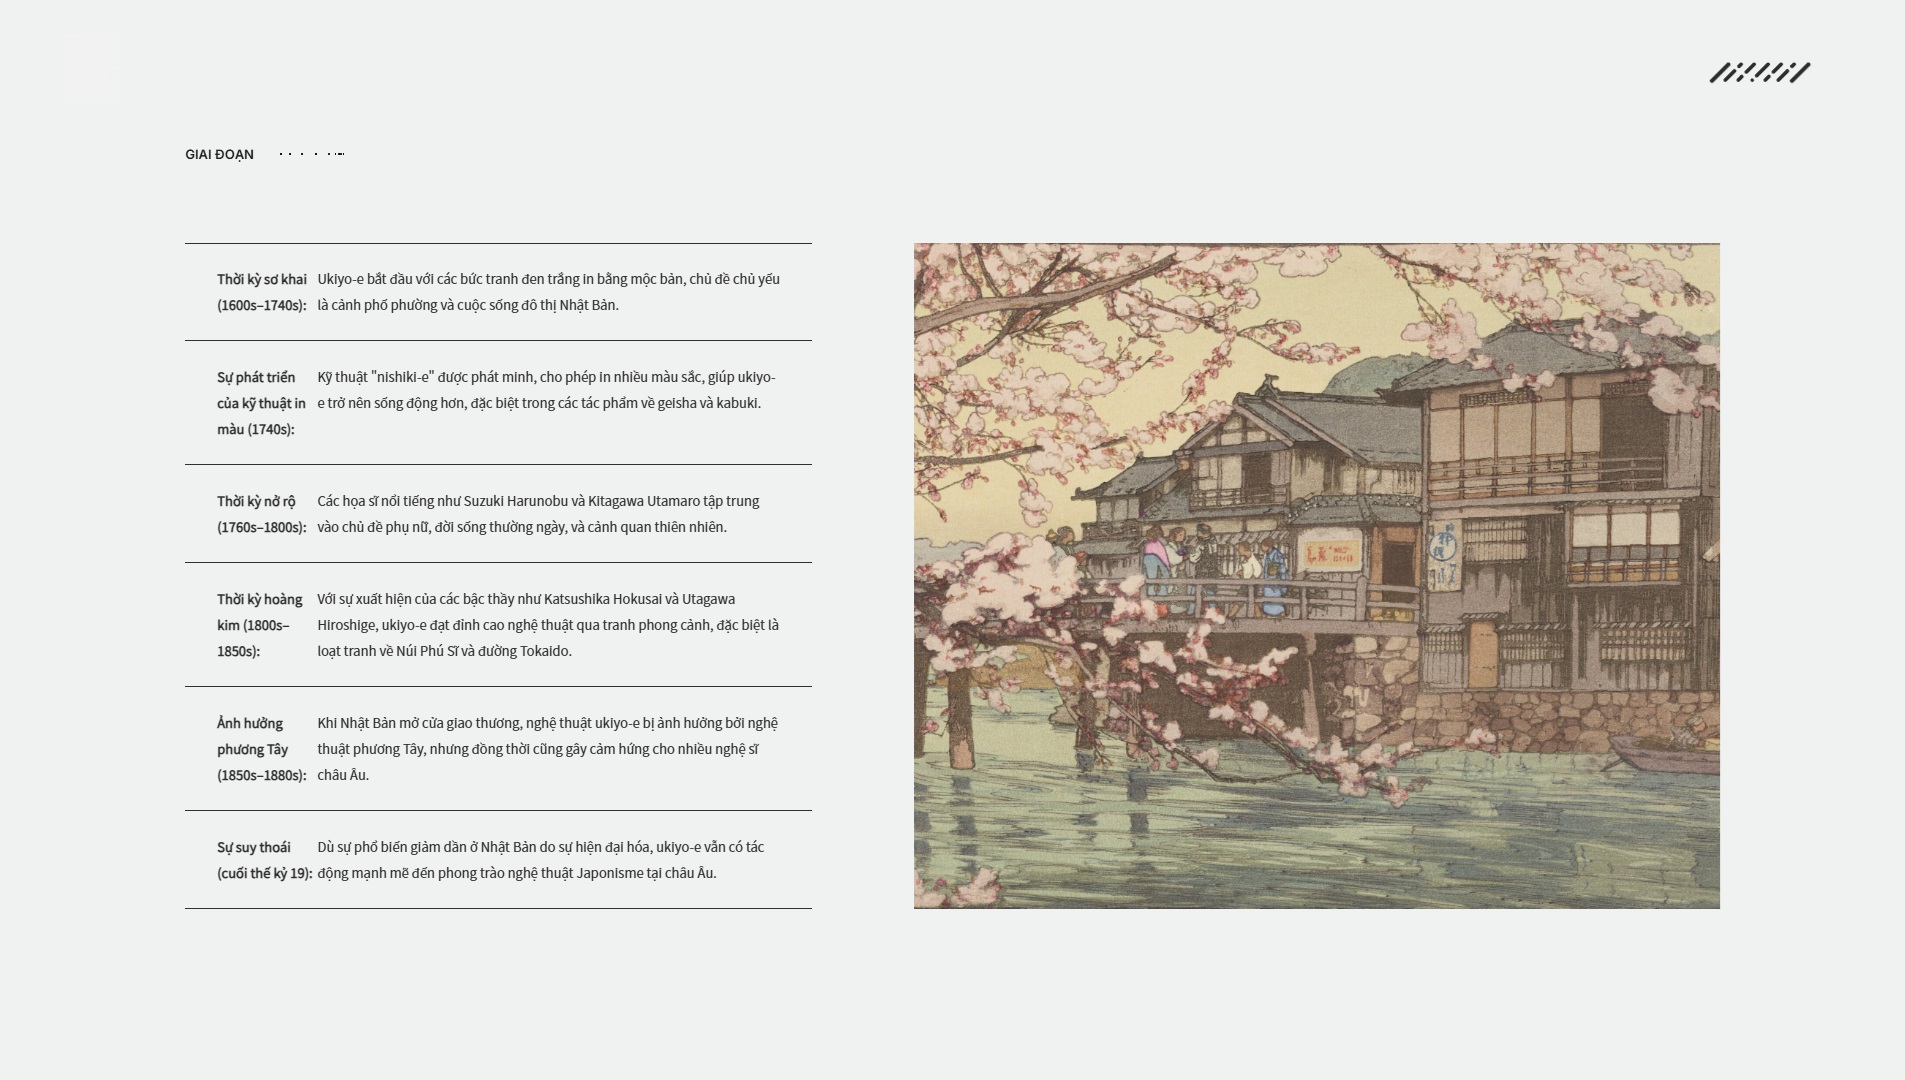 GIAI ĐOẠN
Thời kỳ sơ khai
(1600s–1740s):
Ukiyo-e bắt đầu với các bức tranh đen trắng in bằng mộc bản, chủ đề chủ yếu
là cảnh phố phường và cuộc sống đô thị Nhật Bản.
Sự phát triển
của kỹ thuật in
màu (1740s):
Kỹ thuật "nishiki-e" được phát minh, cho phép in nhiều màu sắc, giúp ukiyo-
e trở nên sống động hơn, đặc biệt trong các tác phẩm về geisha và kabuki.
Thời kỳ nở rộ
(1760s–1800s):
Các họa sĩ nổi tiếng như Suzuki Harunobu và Kitagawa Utamaro tập trung
vào chủ đề phụ nữ, đời sống thường ngày, và cảnh quan thiên nhiên.
Thời kỳ hoàng
kim (1800s–
1850s):
Với sự xuất hiện của các bậc thầy như Katsushika Hokusai và Utagawa
Hiroshige, ukiyo-e đạt đỉnh cao nghệ thuật qua tranh phong cảnh, đặc biệt là
loạt tranh về Núi Phú Sĩ và đường Tokaido.
Ảnh hưởng
phương Tây
(1850s–1880s):
Khi Nhật Bản mở cửa giao thương, nghệ thuật ukiyo-e bị ảnh hưởng bởi nghệ
thuật phương Tây, nhưng đồng thời cũng gây cảm hứng cho nhiều nghệ sĩ
châu Âu.
Sự suy thoái
(cuối thế kỷ 19):
Dù sự phổ biến giảm dần ở Nhật Bản do sự hiện đại hóa, ukiyo-e vẫn có tác
động mạnh mẽ đến phong trào nghệ thuật Japonisme tại châu Âu.